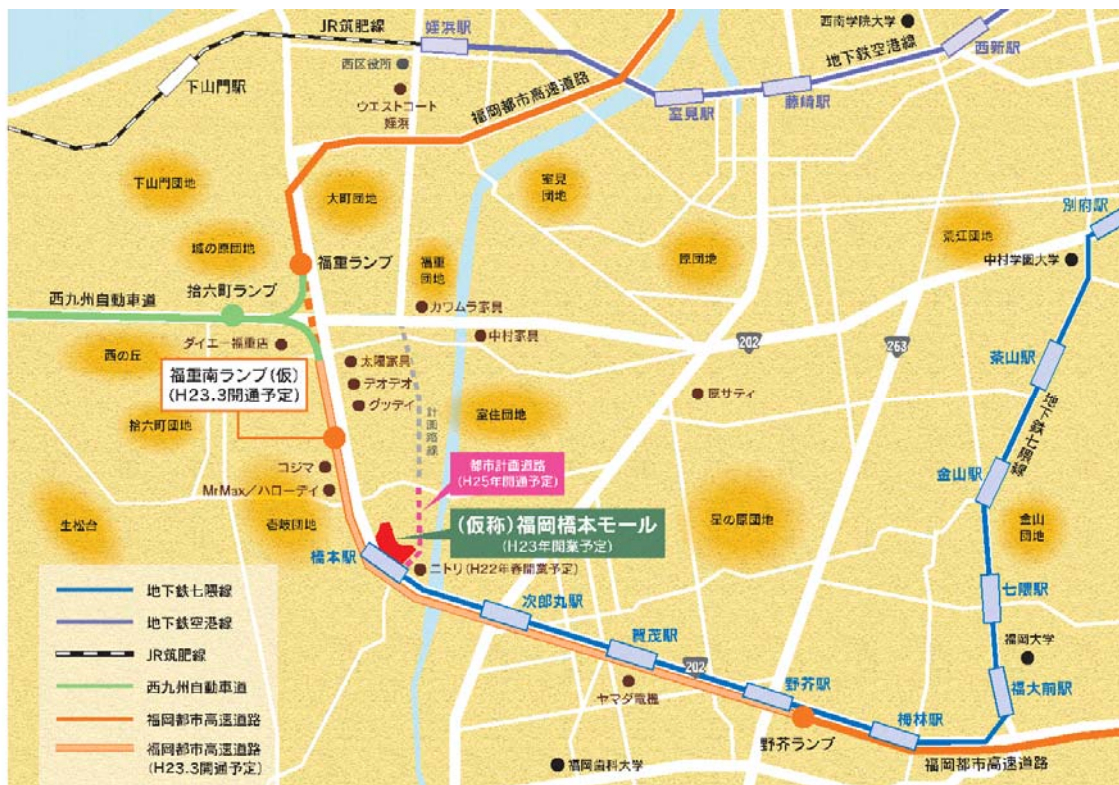 JR筑肥線
姪浜駅
西区役所
ウエストコート
姪浜
下山門駅
福岡都市高速道路
西南学院大学
地下鉄空港線
西新駅
藤崎駅
室見駅
下山門団地
大町団地
室見
団地
別府駅
城の原団地
福重ランプ
福重
団地
原団地
荒江団地
中村学園大学
拾六町ランプ
西九州自動車道
カワムラ家具
ダイエー福重店
中村家具
202
263
西の丘
福重南ランプ(仮)
(H23.3開通予定)
太陽家具
デオデオ
グッデイ
計画路線
室住団地
原サティ
茶山駅
地下鉄七隈線
拾六町団地
コジマ
MrMax/ハローデイ
都市計画道路
(H25年開通予定)
金山駅
生松台
壱岐団地
(仮称)福岡橋本モール
(H23年開業予定)
星の原団地
金山
団地
橋本駅
ニトリ(H22年春開業予定)
次郎丸駅
七隈駅
賀茂駅
202
福岡大学
ヤマダ電機
野芥駅
福大前駅
梅林駅
野芥ランプ
福岡都市高速道路
福岡歯科大学
地下鉄七隈線
地下鉄空港線
JR筑肥線
西九州自動車道
福岡都市高速道路
福岡都市高速道路
(H23.3開通予定)